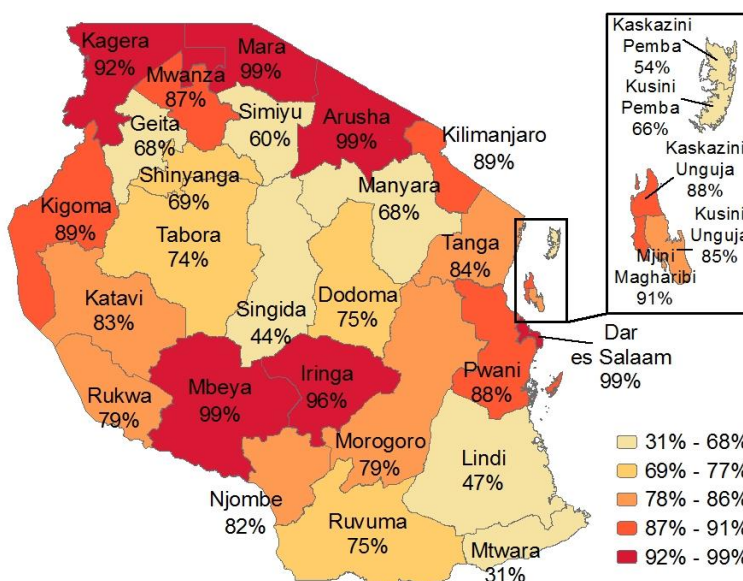 Kagera
92%
Mara
99%
Mwanza
87%
Simiyu
60%
Arusha
99%
Geita
68%
Kilimanjaro
89%
Shinyanga
69%
Manyara
68%
Kigoma
89%
Tabora
74%
Tanga
84%
Katavi
83%
Singida
44%
Dodoma
75%
Dar
es Salaam
99%
Rukwa
79%
Mbeya
99%
Iringa
96%
Pwani
88%
Morogoro
79%
Lindi
47%
Njombe
82%
Ruvuma
75%
Mtwara
31%
Kaskazini
Pemba
54%
Kusini
Pemba
66%
Kaskazini
Unguja
88%
Kusini
Unguja
85%
Mjini
Magharibi
91%
31% - 68%
69% - 77%
78% - 86%
87% - 91%
92% - 99%